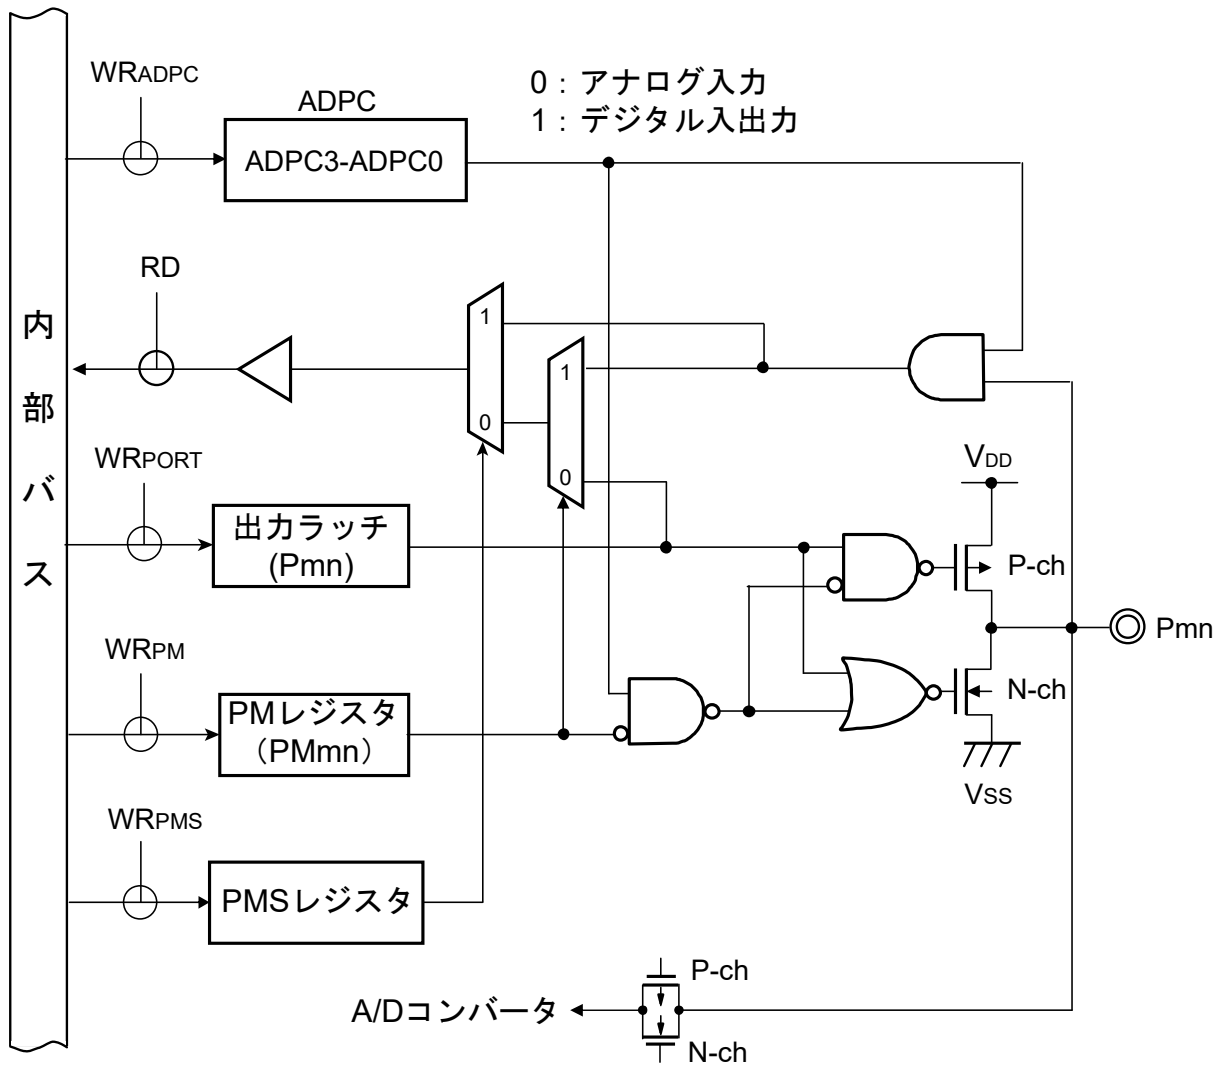 WRADPC
ADPC
ADPC3-ADPC0
0：アナログ入力
1：デジタル入出力
RD
1
0
1
0
内部バス
WRPORT
出力ラッチ
(Pmn)
VDD
P-ch
Pmn
N-ch
VSS
WRPM
PMレジスタ
（PMmn）
WRPMS
PMSレジスタ
P-ch
A/Dコンバータ
N-ch